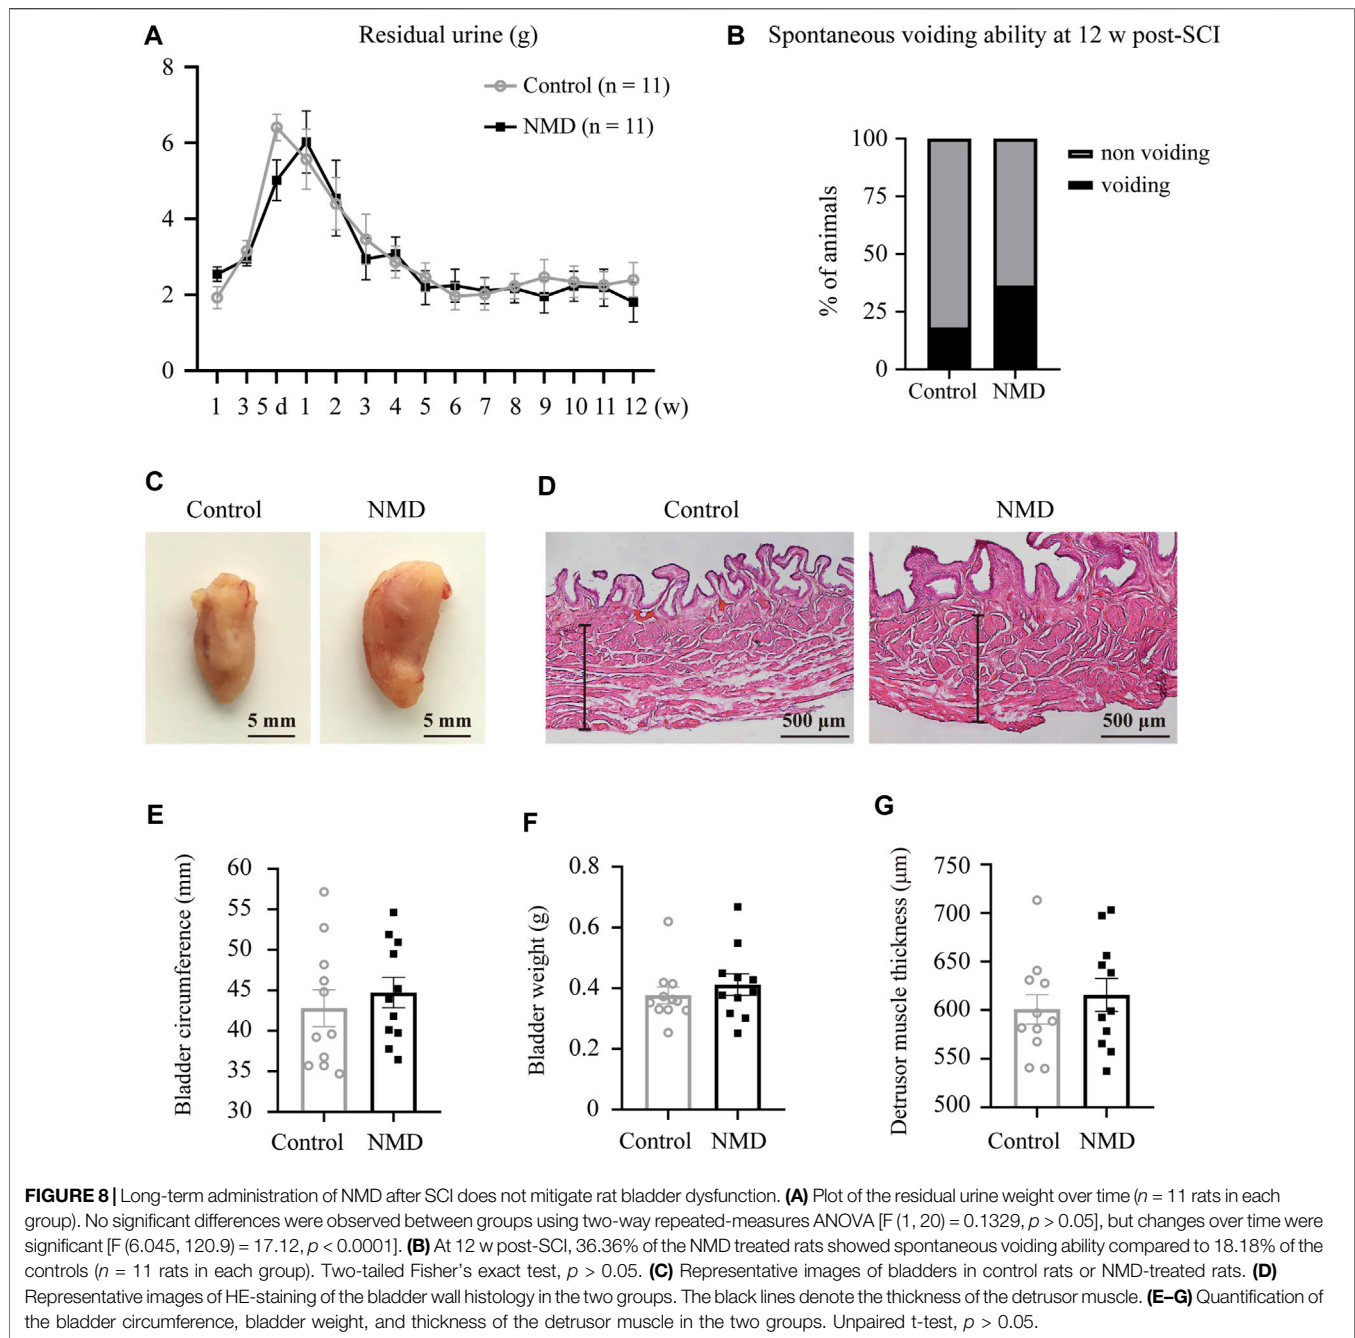 A
Residual urine (g)
8
6
4
2
0
Control (n = 11)
NMD (n = 11)
1 3 5 d 1 2 3 4 5 6 7 8 9 10 11 12 (w)
B
Spontaneous voiding ability at 12 w post-SCI
% of animals
100
75
50
25
0
non voiding
voiding
Control NMD
C
Control NMD
5 mm 5 mm
D
Control NMD
500 µm 500 µm
E
Bladder circumference (mm)
60
55
50
45
40
35
30
Control NMD
F
Bladder weight (g)
0.8
0.6
0.4
0.2
0
Control NMD
G
Detrusor muscle thickness (µm)
750
700
650
600
550
500
Control NMD
FIGURE 8 | Long-term administration of NMD after SCI does not mitigate rat bladder dysfunction. (A) Plot of the residual urine weight over time (n = 11 rats in each
group). No significant differences were observed between groups using two-way repeated-measures ANOVA [F (1, 20) = 0.1329, p > 0.05], but changes over time were
significant [F (6.045, 120.9) = 17.12, p < 0.0001]. (B) At 12 w post-SCI, 36.36% of the NMD treated rats showed spontaneous voiding ability compared to 18.18% of the
controls (n = 11 rats in each group). Two-tailed Fisher's exact test, p > 0.05. (C) Representative images of bladders in control rats or NMD-treated rats. (D)
Representative images of HE-staining of the bladder wall histology in the two groups. The black lines denote the thickness of the detrusor muscle. (E–G) Quantification of
the bladder circumference, bladder weight, and thickness of the detrusor muscle in the two groups. Unpaired t-test, p > 0.05.